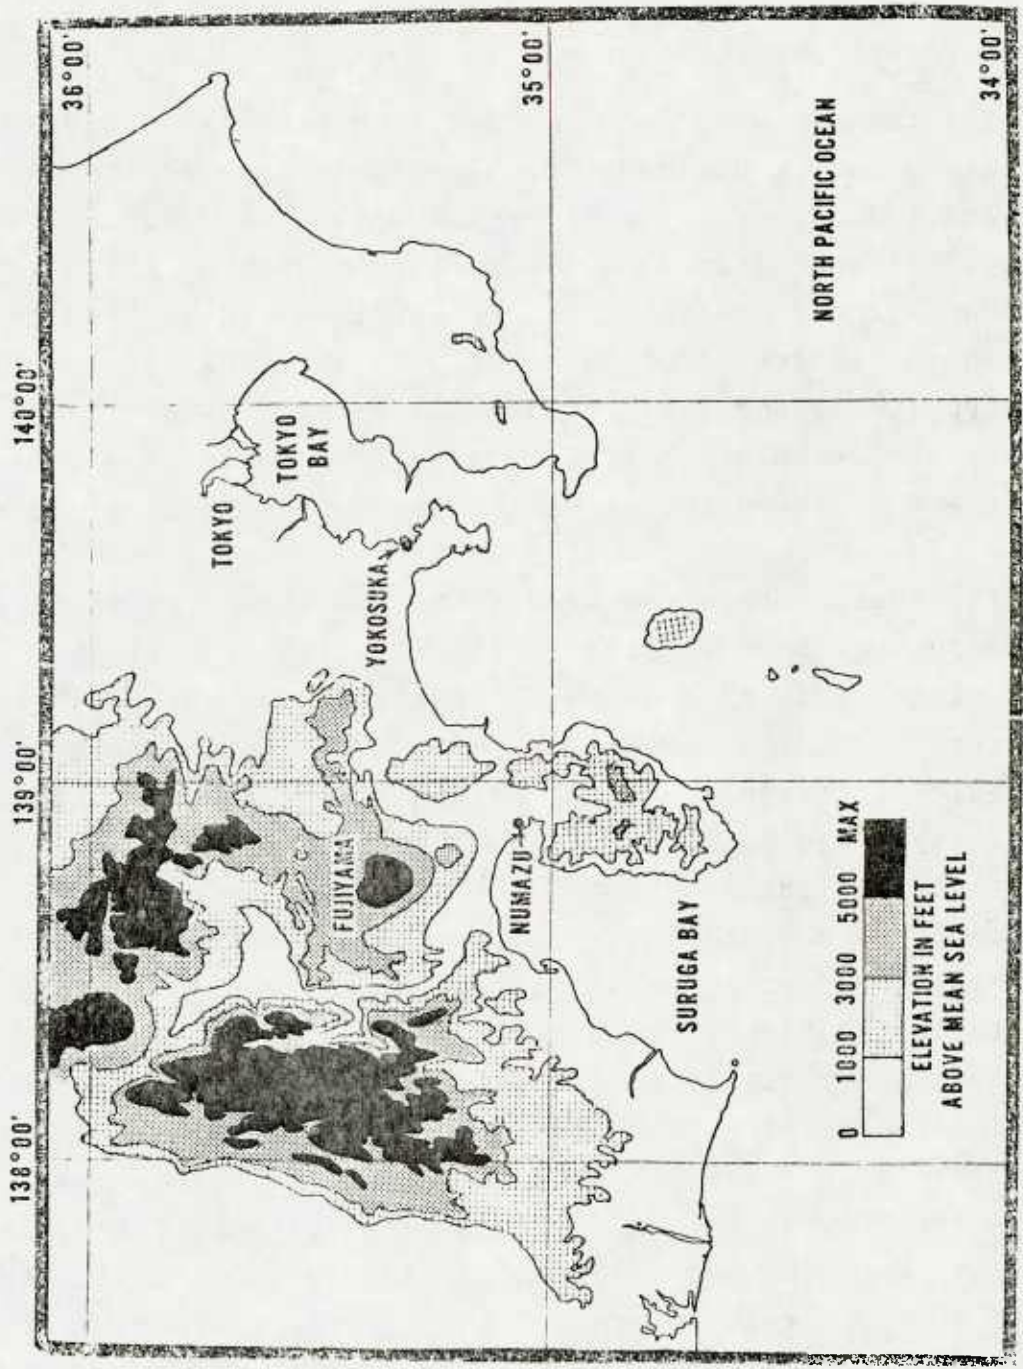 138°00'
139°00'
140°00'
36°00'
35°00'
34°00'
TOKYO
TOKYO
BAY
YOKOSUKA
FUJIYAMA
NUMAZU
SURUGA BAY
NORTH PACIFIC OCEAN
0 1000 3000 5000 MAX
ELEVATION IN FEET
ABOVE MEAN SEA LEVEL